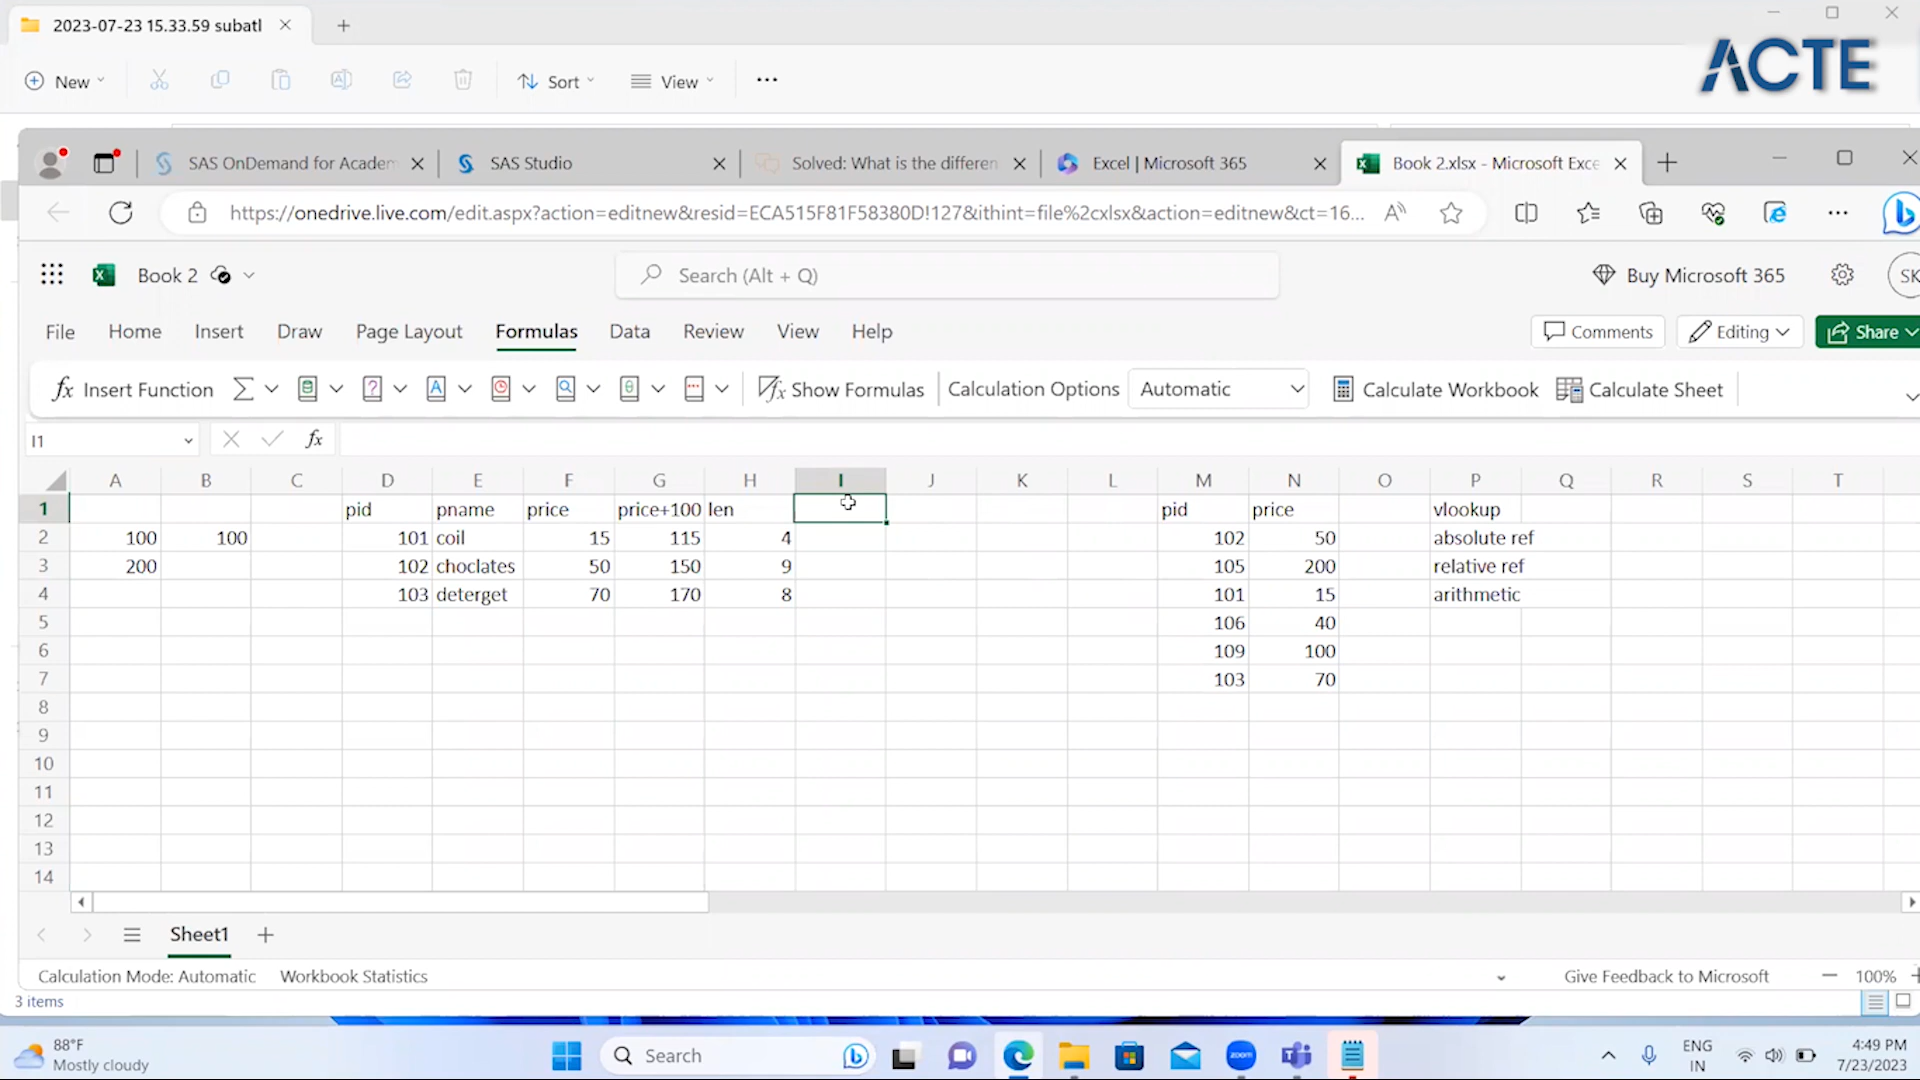 2023-07-23 15.33.59 subatl
New
Sort
View
ACTE
SAS OnDemand for Academ
SAS Studio
Solved: What is the differen
Excel | Microsoft 365
Book 2.xlsx - Microsoft Exce
https://onedrive.live.com/edit.aspx?action=editnew&resid=ECA515F81F58380D!127&ithint=file%2cxlsx&action=editnew&ct=16...
Book 2
Search (Alt + Q)
Buy Microsoft 365
SK
File Home Insert Draw Page Layout Formulas Data Review View Help
Comments
Editing
Share
fx Insert Function
Show Formulas
Calculation Options
Automatic
Calculate Workbook
Calculate Sheet
I1
fx
A B C D E F G H I J K L M N O P Q R S T
1 pid pname price price+100 len pid price vlookup
2 100 100 101 coil 15 115 4 102 50 absolute ref
3 200 102 choclates 50 150 9 105 200 relative ref
4 103 deterget 70 170 8 101 15 arithmetic
5 106 40
6 109 100
7 103 70
8
9
10
11
12
13
14
Sheet1
Calculation Mode: Automatic Workbook Statistics
Give Feedback to Microsoft
100%
3 items
88°F
Mostly cloudy
Search
zoom
ENG
IN
4:49 PM
7/23/2023